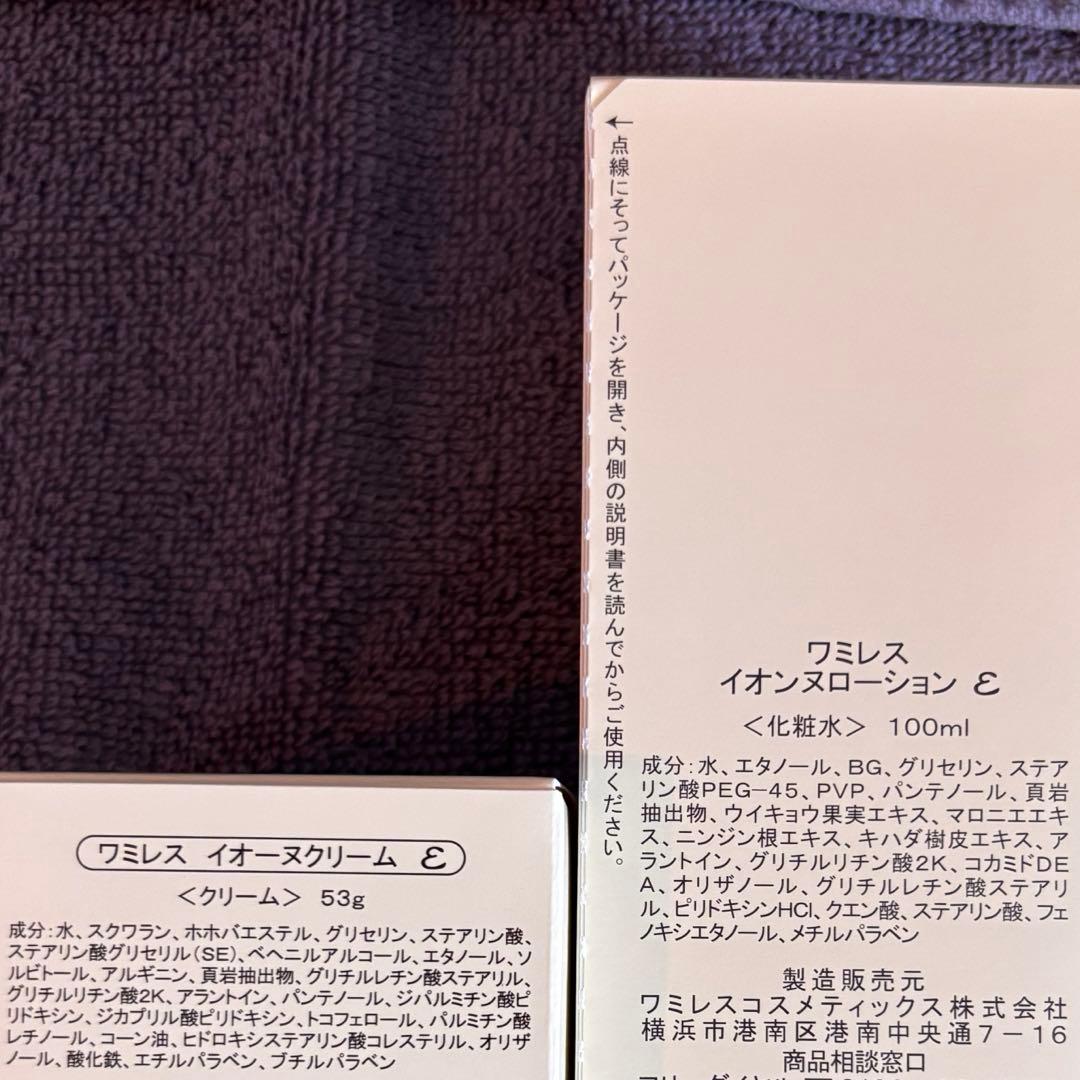 ←点線にそってパッケージを開き、内側の説明書を読んでからご使用ください。
ワミレス
イオンヌローション ε
＜化粧水＞ 100ml
成分：水、エタノール、BG、グリセリン、ステア
リン酸PEG－45、PVP、パンテノール、頁岩
抽出物、ウイキョウ果実エキス、マロニエエキ
ス、ニンジン根エキス、キハダ樹皮エキス、ア
ラントイン、グリチルリチン酸2K、コカミドDE
A、オリザノール、グリチルレチン酸ステアリ
ル、ピリドキシンHCl、クエン酸、ステアリン酸、フェ
ノキシエタノール、メチルパラベン
製造販売元
ワミレスコスメティックス株式会社
横浜市港南区港南中央通7－16
商品相談窓口
ワミレス イオーヌクリーム ε
＜クリーム＞ 53g
成分：水、スクワラン、ホホバエステル、グリセリン、ステアリン酸、
ステアリン酸グリセリル（SE）、ベヘニルアルコール、エタノール、ソ
ルビトール、アルギニン、頁岩抽出物、グリチルレチン酸ステアリル、
グリチルリチン酸2K、アラントイン、パンテノール、ジパルミチン酸ピ
リドキシン、ジカプリル酸ピリドキシン、トコフェロール、パルミチン酸
レチノール、コーン油、ヒドロキシステアリン酸コレステリル、オリザ
ノール、酸化鉄、エチルパラベン、ブチルパラベン